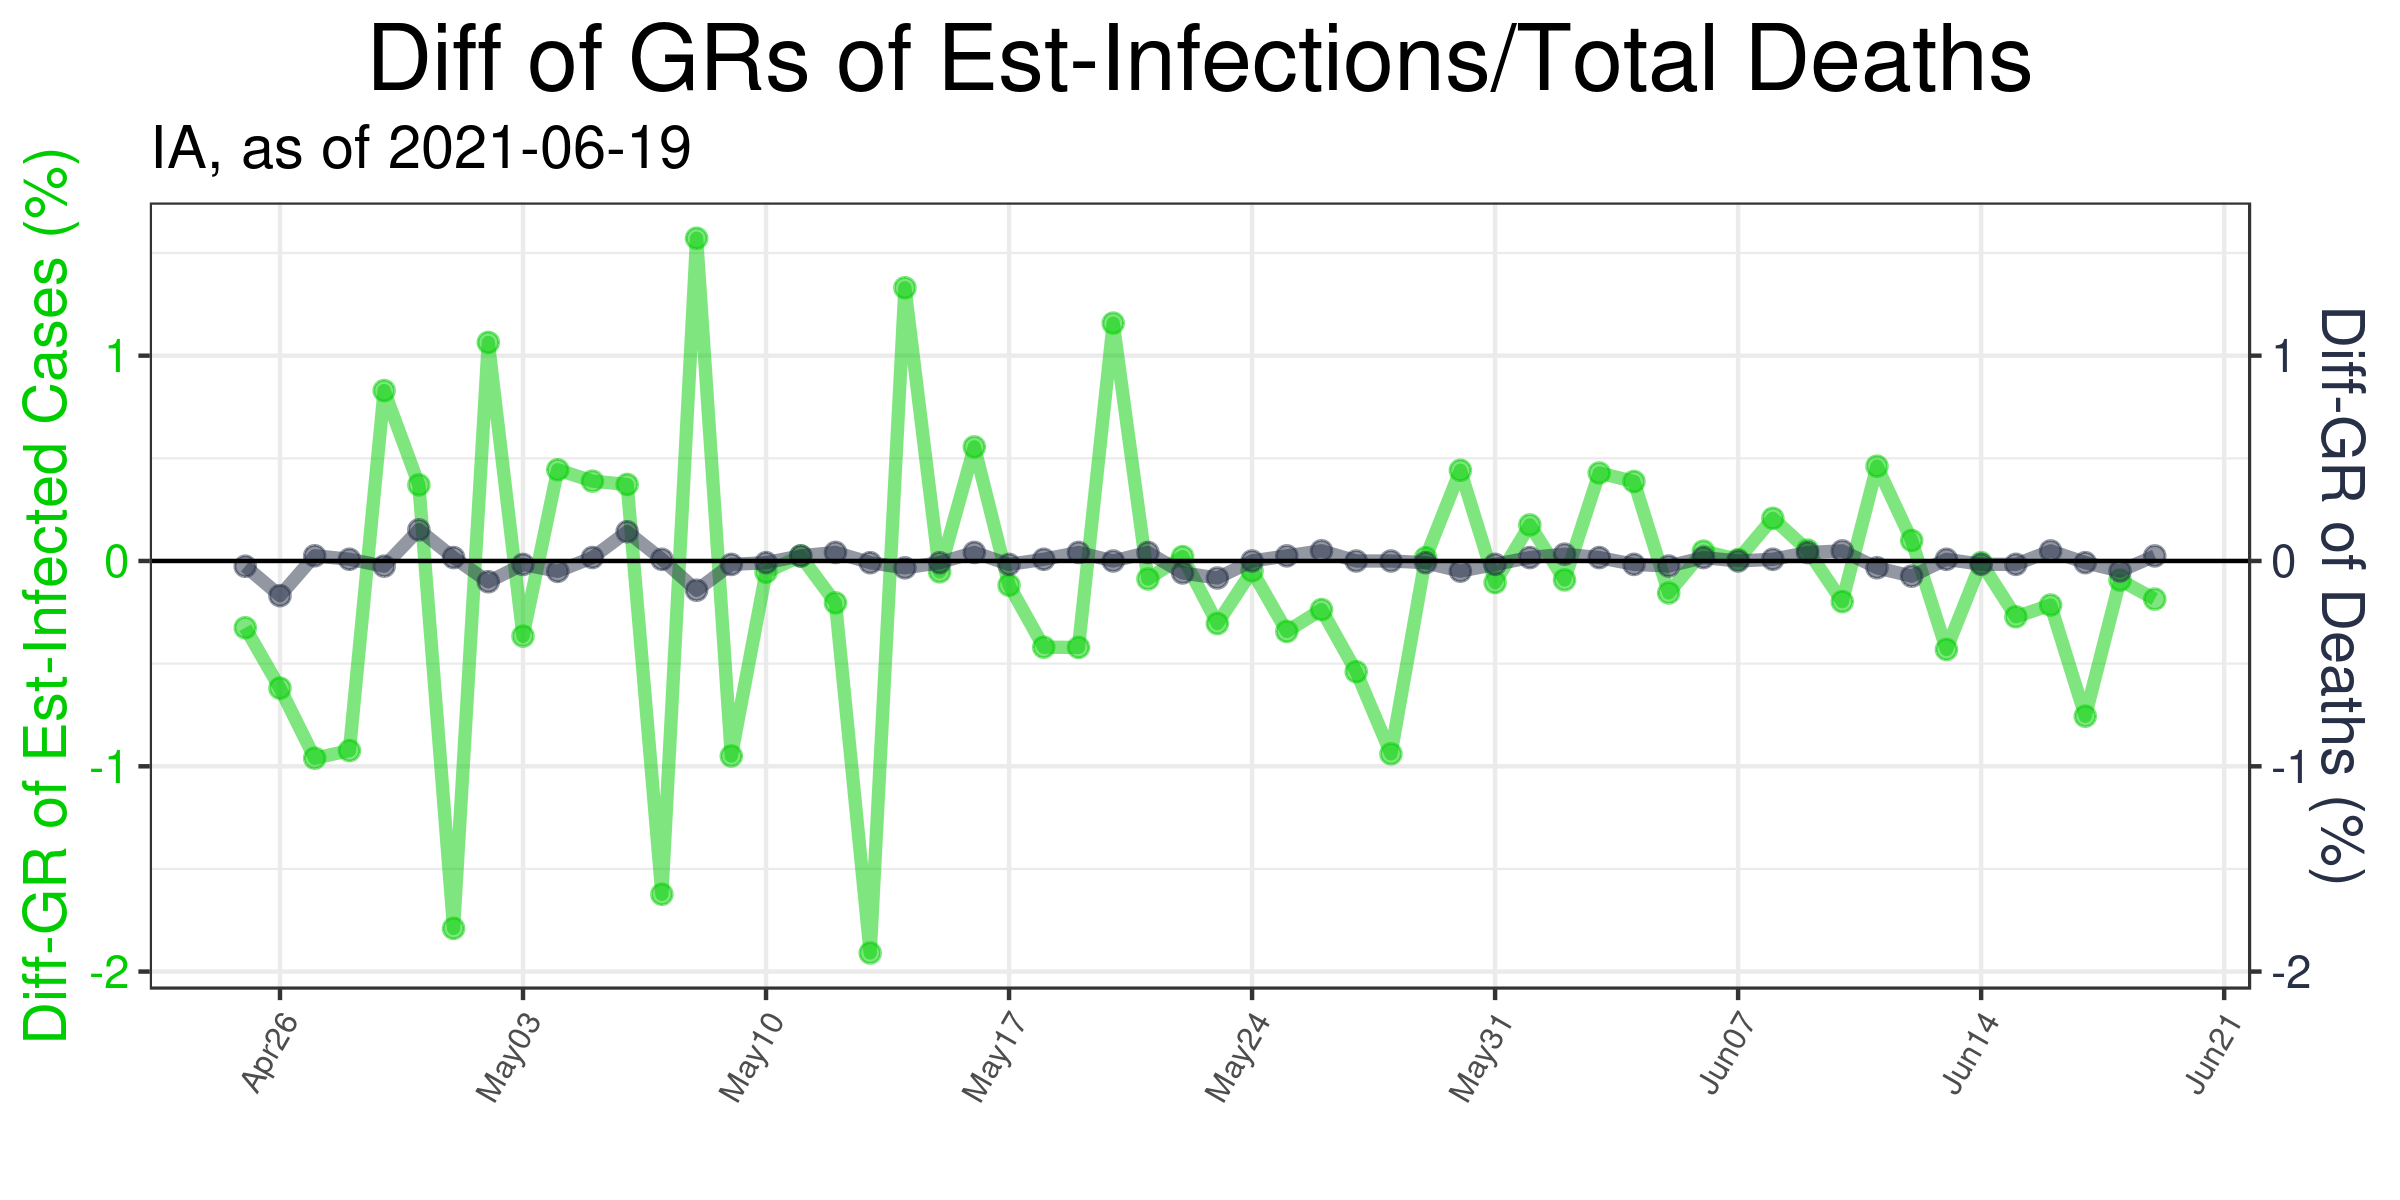 Diff of GRs of Est-Infections/Total Deaths
IA, as of 2021-06-19
Diff-GR of Est-Infected Cases (%)
1
0
-1
-2
1
0
-1
-2
Diff-GR of Deaths (%)
Apr26
May03
May10
May17
May24
May31
Jun07
Jun14
Jun21